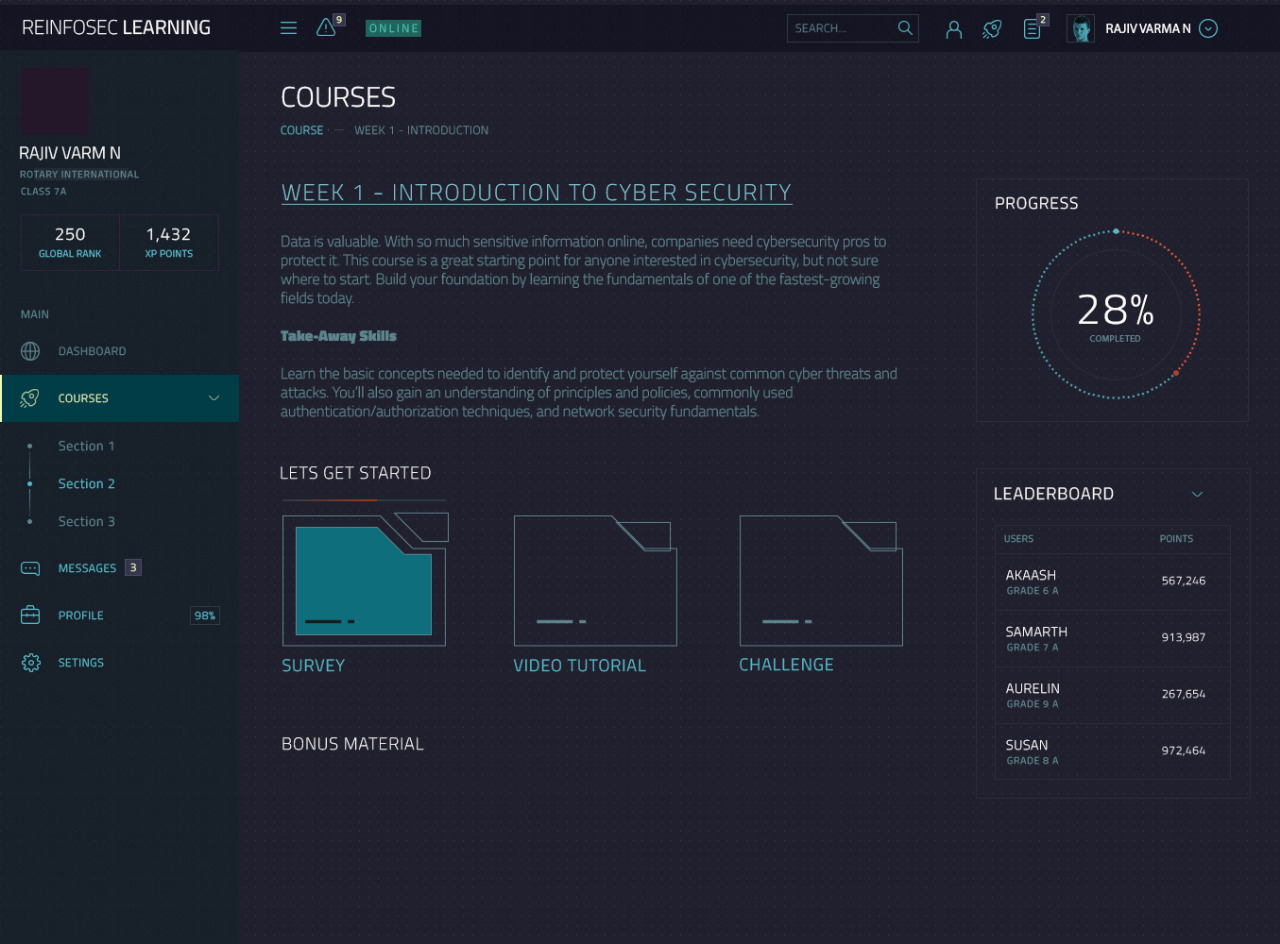 REINFOSEC LEARNING
9
ONLINE
SEARCH...
2
RAJIV VARMA N
RAJIV VARM N
ROTARY INTERNATIONAL
CLASS 7A
250
GLOBAL RANK
1,432
XP POINTS
MAIN
DASHBOARD
COURSES
Section 1
Section 2
Section 3
MESSAGES 3
PROFILE 98%
SETINGS
COURSES
COURSE — WEEK 1 - INTRODUCTION
WEEK 1 - INTRODUCTION TO CYBER SECURITY
Data is valuable. With so much sensitive information online, companies need cybersecurity pros to
protect it. This course is a great starting point for anyone interested in cybersecurity, but not sure
where to start. Build your foundation by learning the fundamentals of one of the fastest-growing
fields today.
Take-Away Skills
Learn the basic concepts needed to identify and protect yourself against common cyber threats and
attacks. You'll also gain an understanding of principles and policies, commonly used
authentication/authorization techniques, and network security fundamentals.
LETS GET STARTED
SURVEY
VIDEO TUTORIAL
CHALLENGE
BONUS MATERIAL
PROGRESS
28%
COMPLETED
LEADERBOARD
USERS POINTS
AKAASH
GRADE 6 A
567,246
SAMARTH
GRADE 7 A
913,987
AURELIN
GRADE 9 A
267,654
SUSAN
GRADE 8 A
972,464